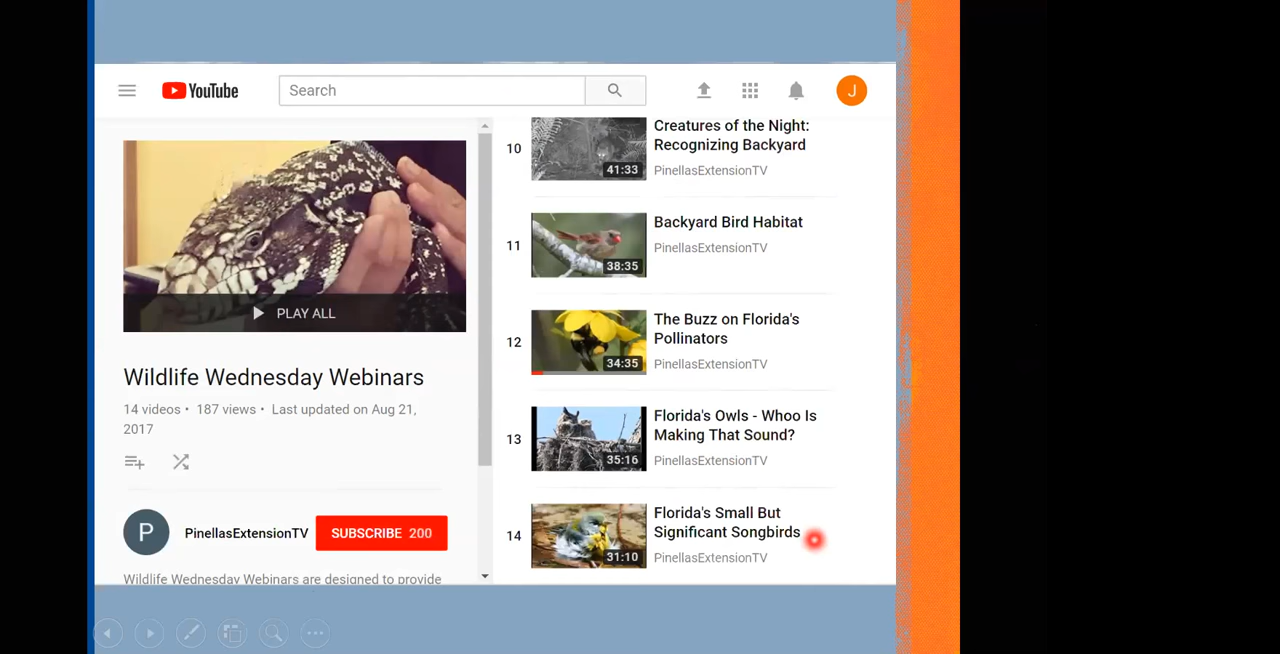 YouTube
Search
J
PLAY ALL
Wildlife Wednesday Webinars
14 videos • 187 views • Last updated on Aug 21,
2017
P
PinellasExtensionTV
SUBSCRIBE 200
Wildlife Wednesday Webinars are designed to provide
10
41:33
Creatures of the Night:
Recognizing Backyard
PinellasExtensionTV
11
38:35
Backyard Bird Habitat
PinellasExtensionTV
12
34:35
The Buzz on Florida's
Pollinators
PinellasExtensionTV
13
35:16
Florida's Owls - Whoo Is
Making That Sound?
PinellasExtensionTV
14
31:10
Florida's Small But
Significant Songbirds
PinellasExtensionTV